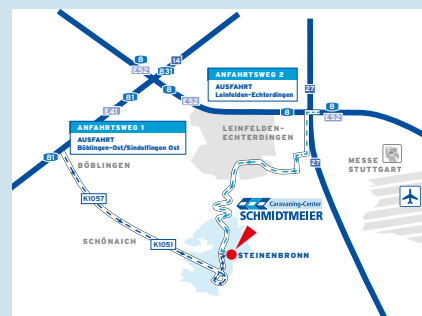 8
E52
14
831
E52
ANFAHRTSWEG 2
AUSFAHRT
Leinfelden-Echterdingen
27
E41
8
8
E52
ANFAHRTSWEG 1
AUSFAHRT
Böblingen-Ost/Sindelfingen Ost
LEINFELDEN-
ECHTERDINGEN
81
BÖBLINGEN
27
MESSE
STUTTGART
K1057
Caravaning-Center
SCHMIDTMEIER
SCHÖNAICH
K1051
STEINENBRONN